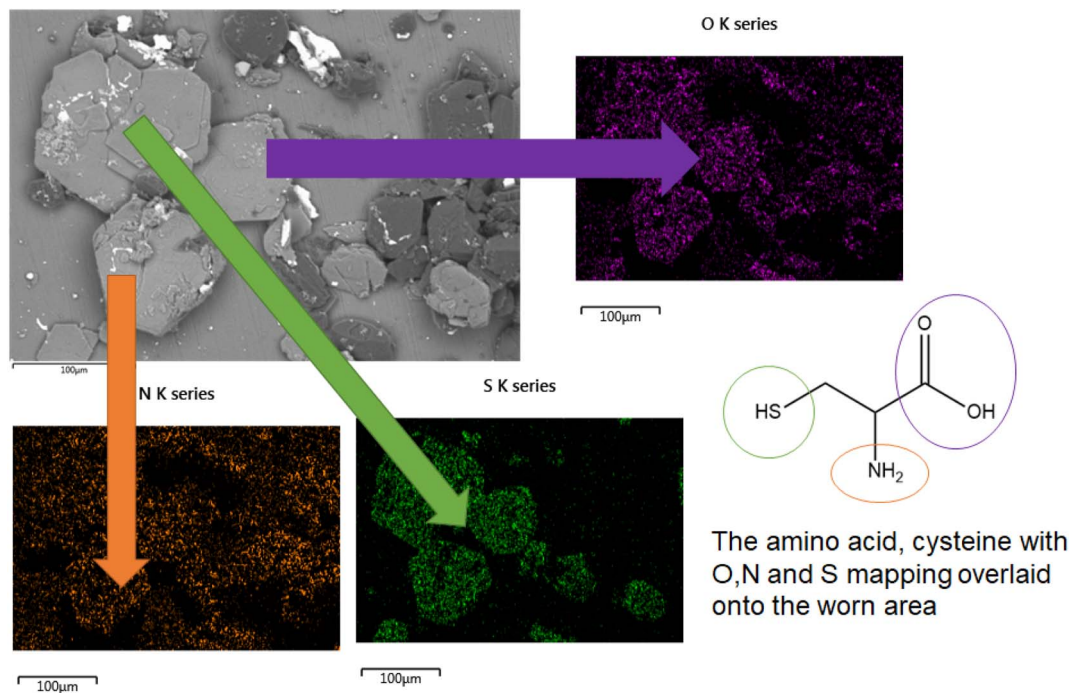 O K series
100μm
100μm
N K series
S K series
O
HS
OH
NH2
100μm
100μm
The amino acid, cysteine with
O,N and S mapping overlaid
onto the worn area